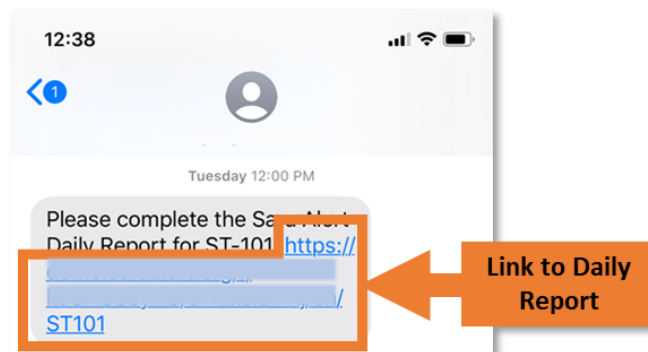 12:38
1
Tuesday 12:00 PM
Please complete the Sara Alert
Daily Report for ST-101 https://
/
ST101
Link to Daily
Report